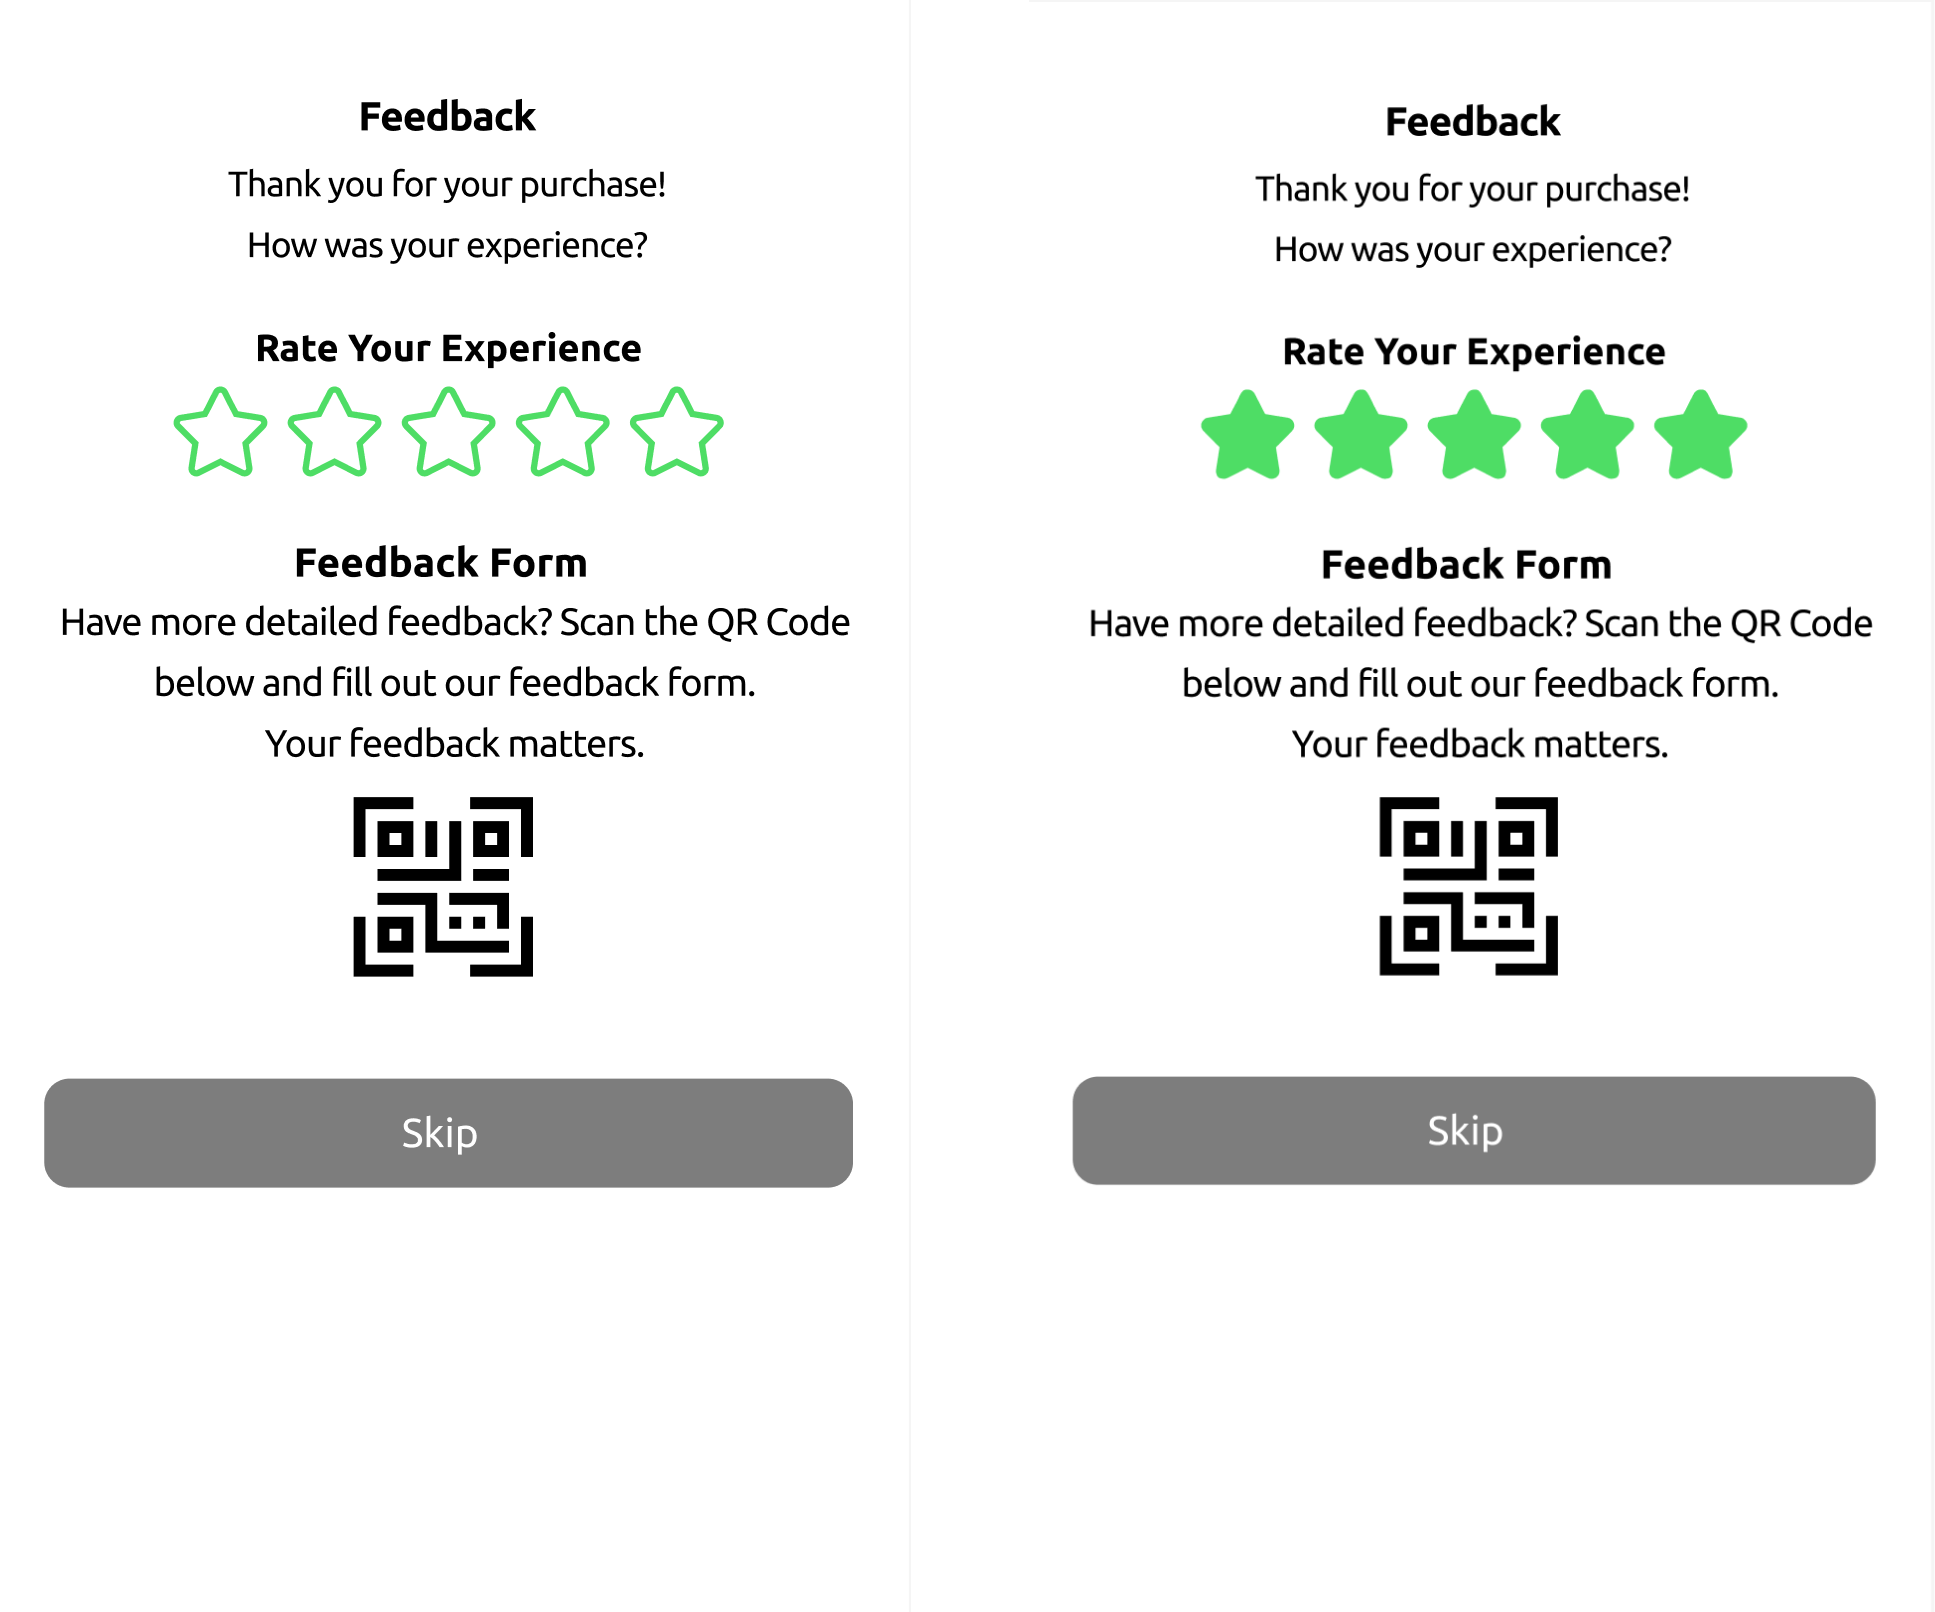 Feedback
Thank you for your purchase!
How was your experience?
Rate Your Experience
Feedback Form
Have more detailed feedback? Scan the QR Code
below and fill out our feedback form.
Your feedback matters.
Skip
Feedback
Thank you for your purchase!
How was your experience?
Rate Your Experience
Feedback Form
Have more detailed feedback? Scan the QR Code
below and fill out our feedback form.
Your feedback matters.
Skip